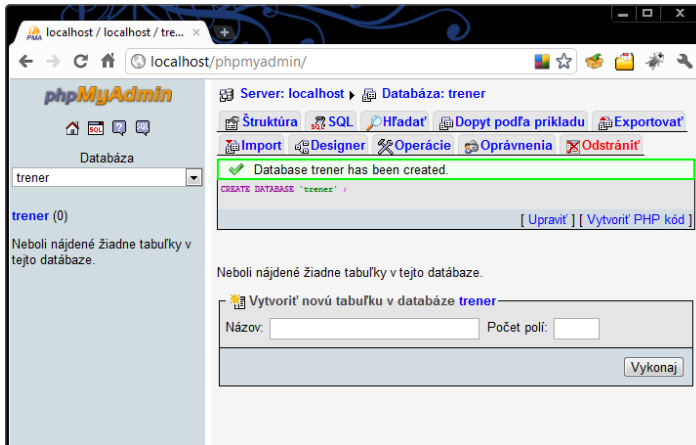 localhost / localhost / tre...
localhost/phpmyadmin/
phpMyAdmin
SQL
Databáza
trener
trener (0)
Neboli nájdené žiadne tabuľky v
tejto databáze.
Server: localhost Databáza: trener
Štruktúra SQL Hľadať Dopyt podľa príkladu Exportovať
Import Designer Operácie Oprávnenia Odstrániť
Database trener has been created.
CREATE DATABASE `trener` ;
[ Upraviť ] [ Vytvoriť PHP kód ]
Neboli nájdené žiadne tabuľky v tejto databáze.
Vytvoriť novú tabuľku v databáze trener
Názov: Počet polí:
Vykonaj